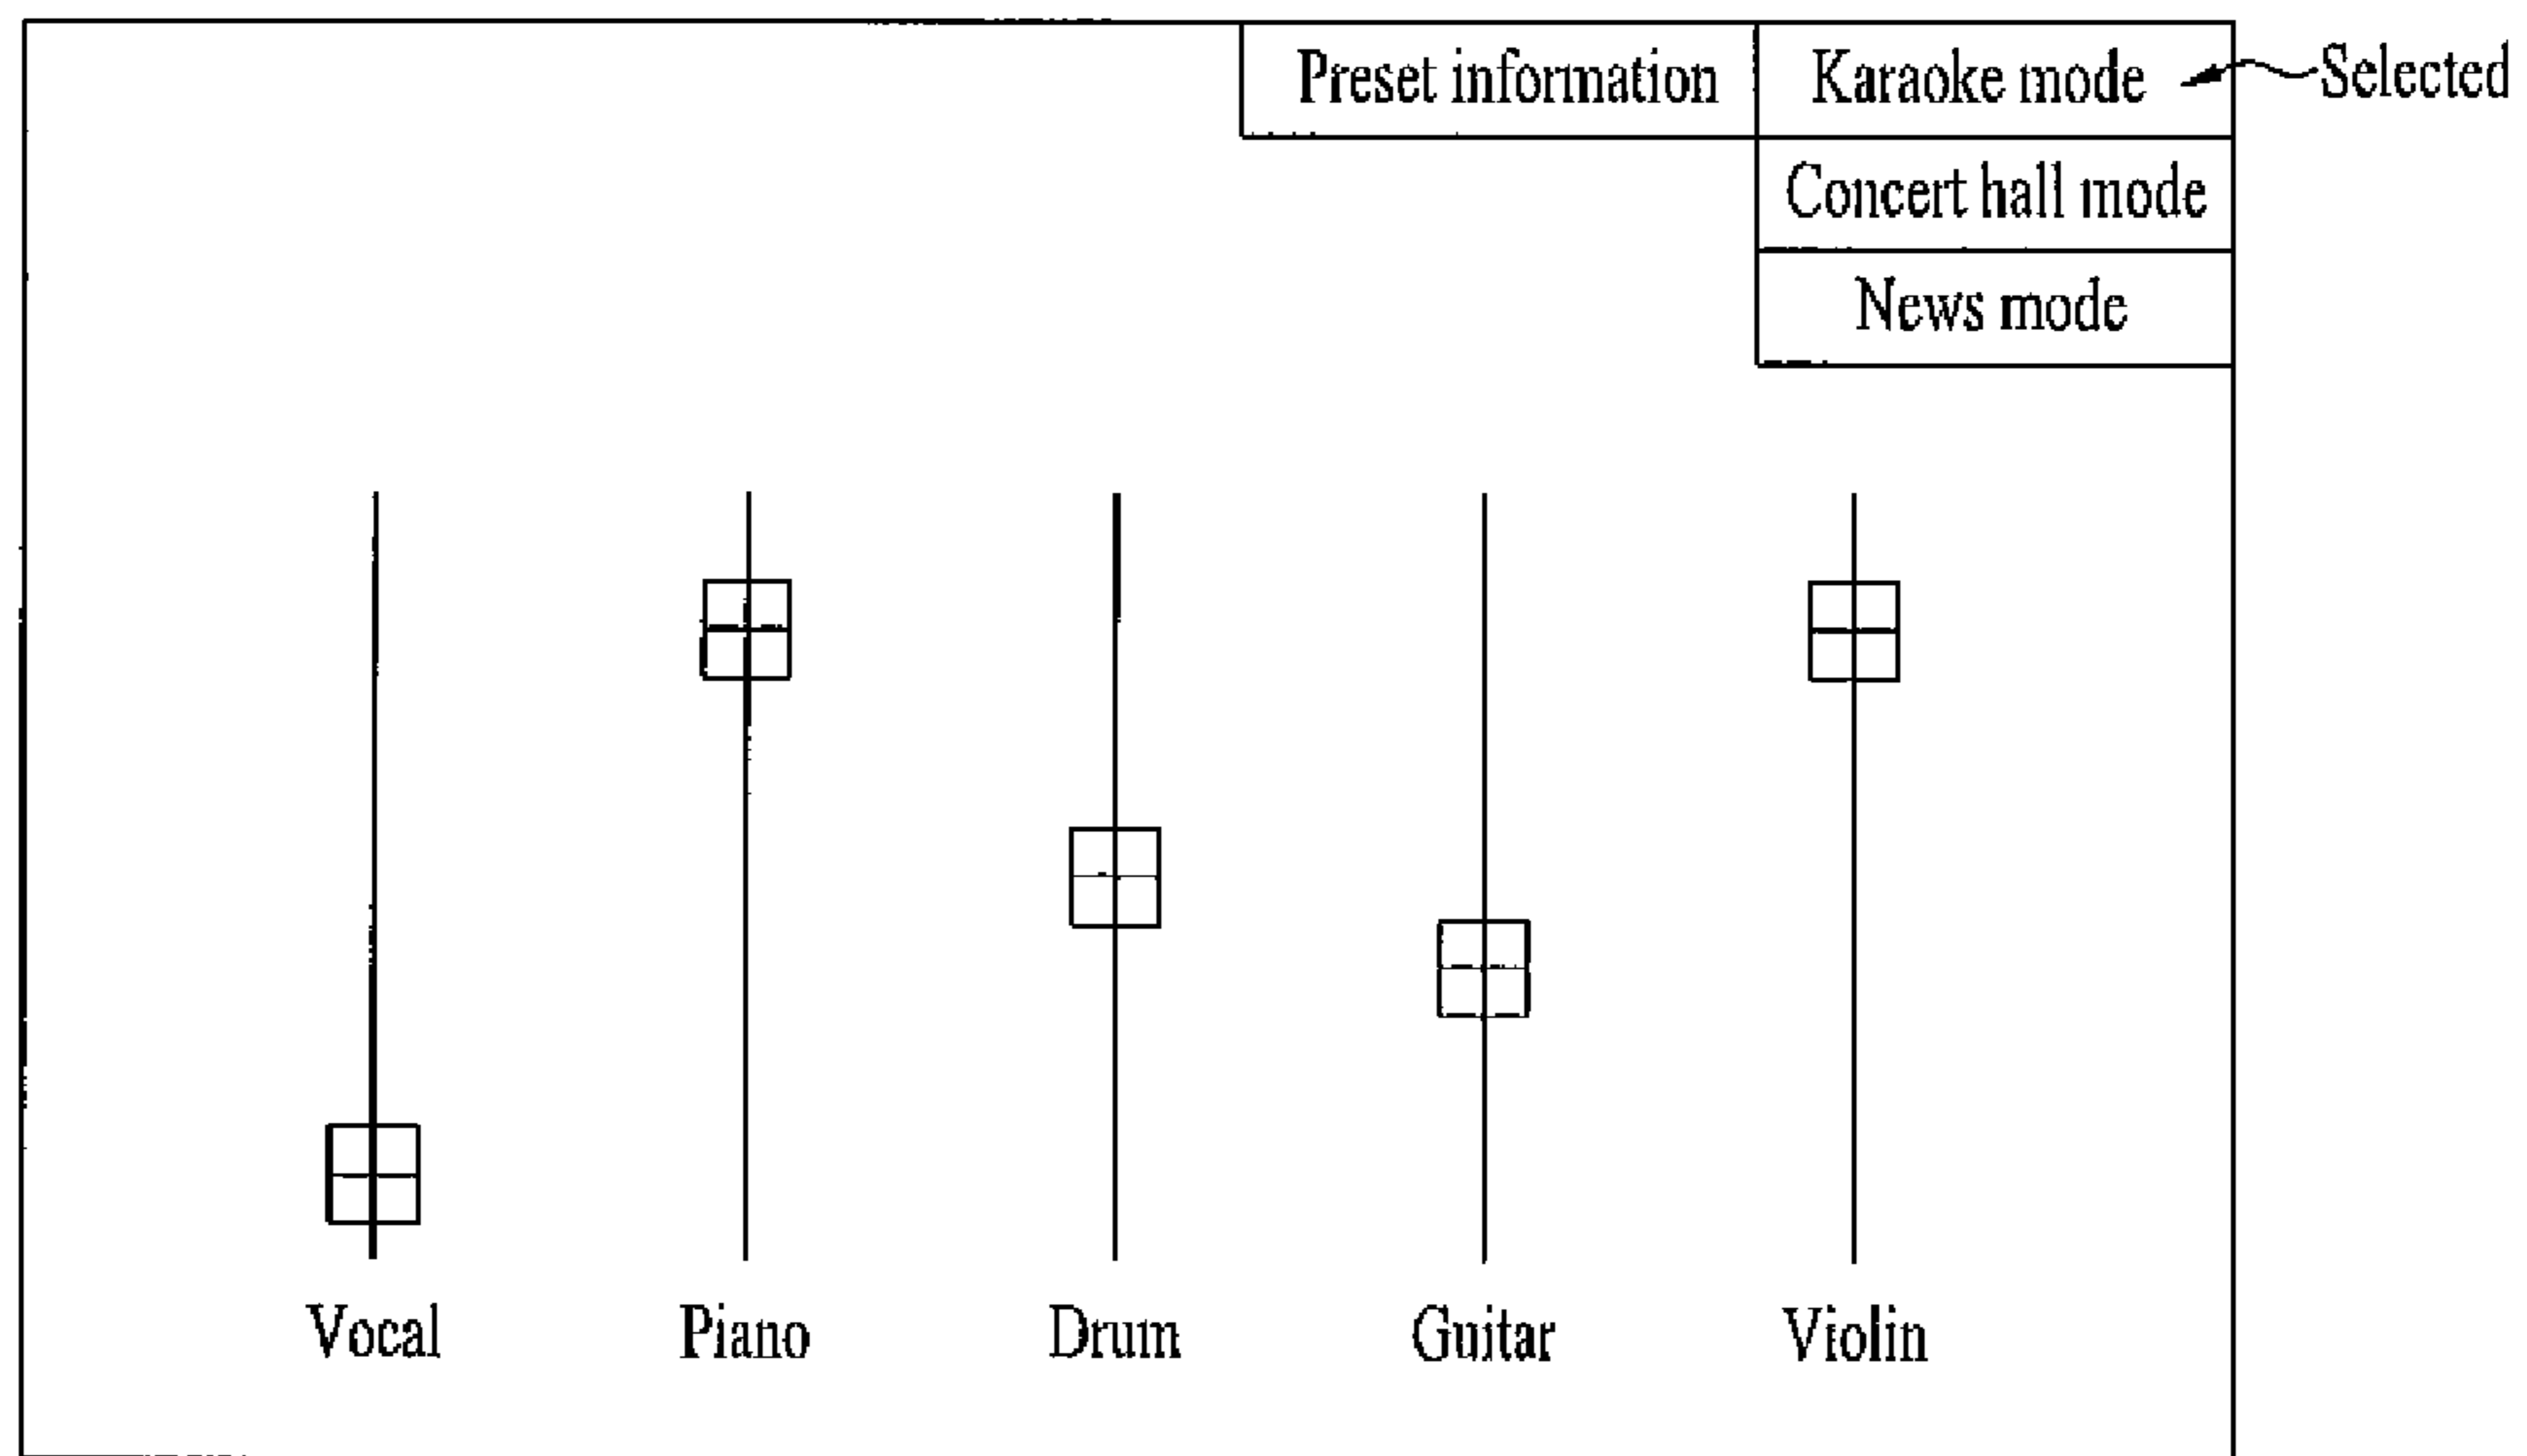 Preset information
Karaoke mode
Selected
Concert hall mode
News mode
Vocal
Piano
Drum
Guitar
Violin